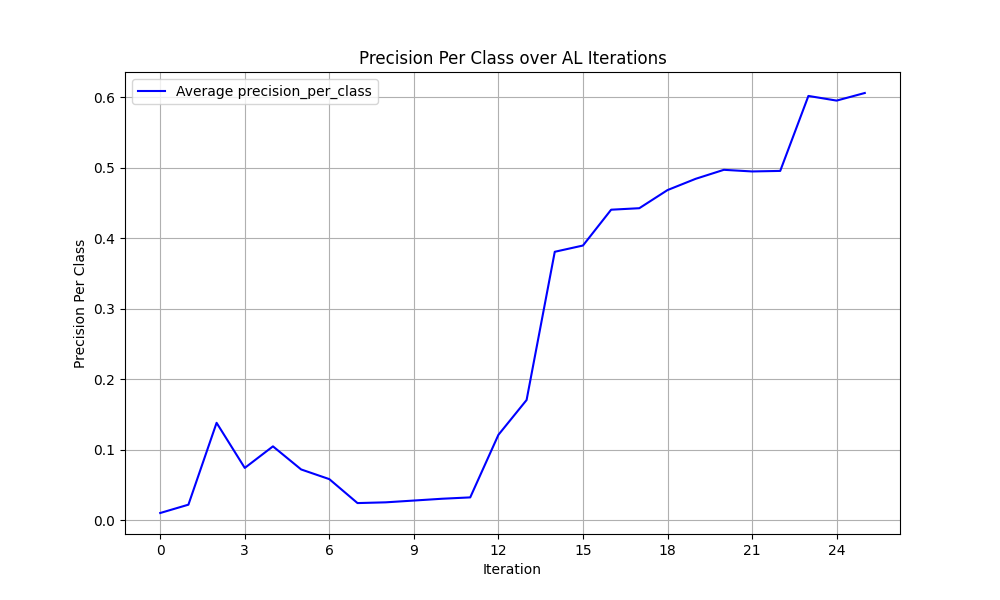 Precision Per Class over AL Iterations
Average precision_per_class
Precision Per Class
0.6
0.5
0.4
0.3
0.2
0.1
0.0
0 3 6 9 12 15 18 21 24
Iteration